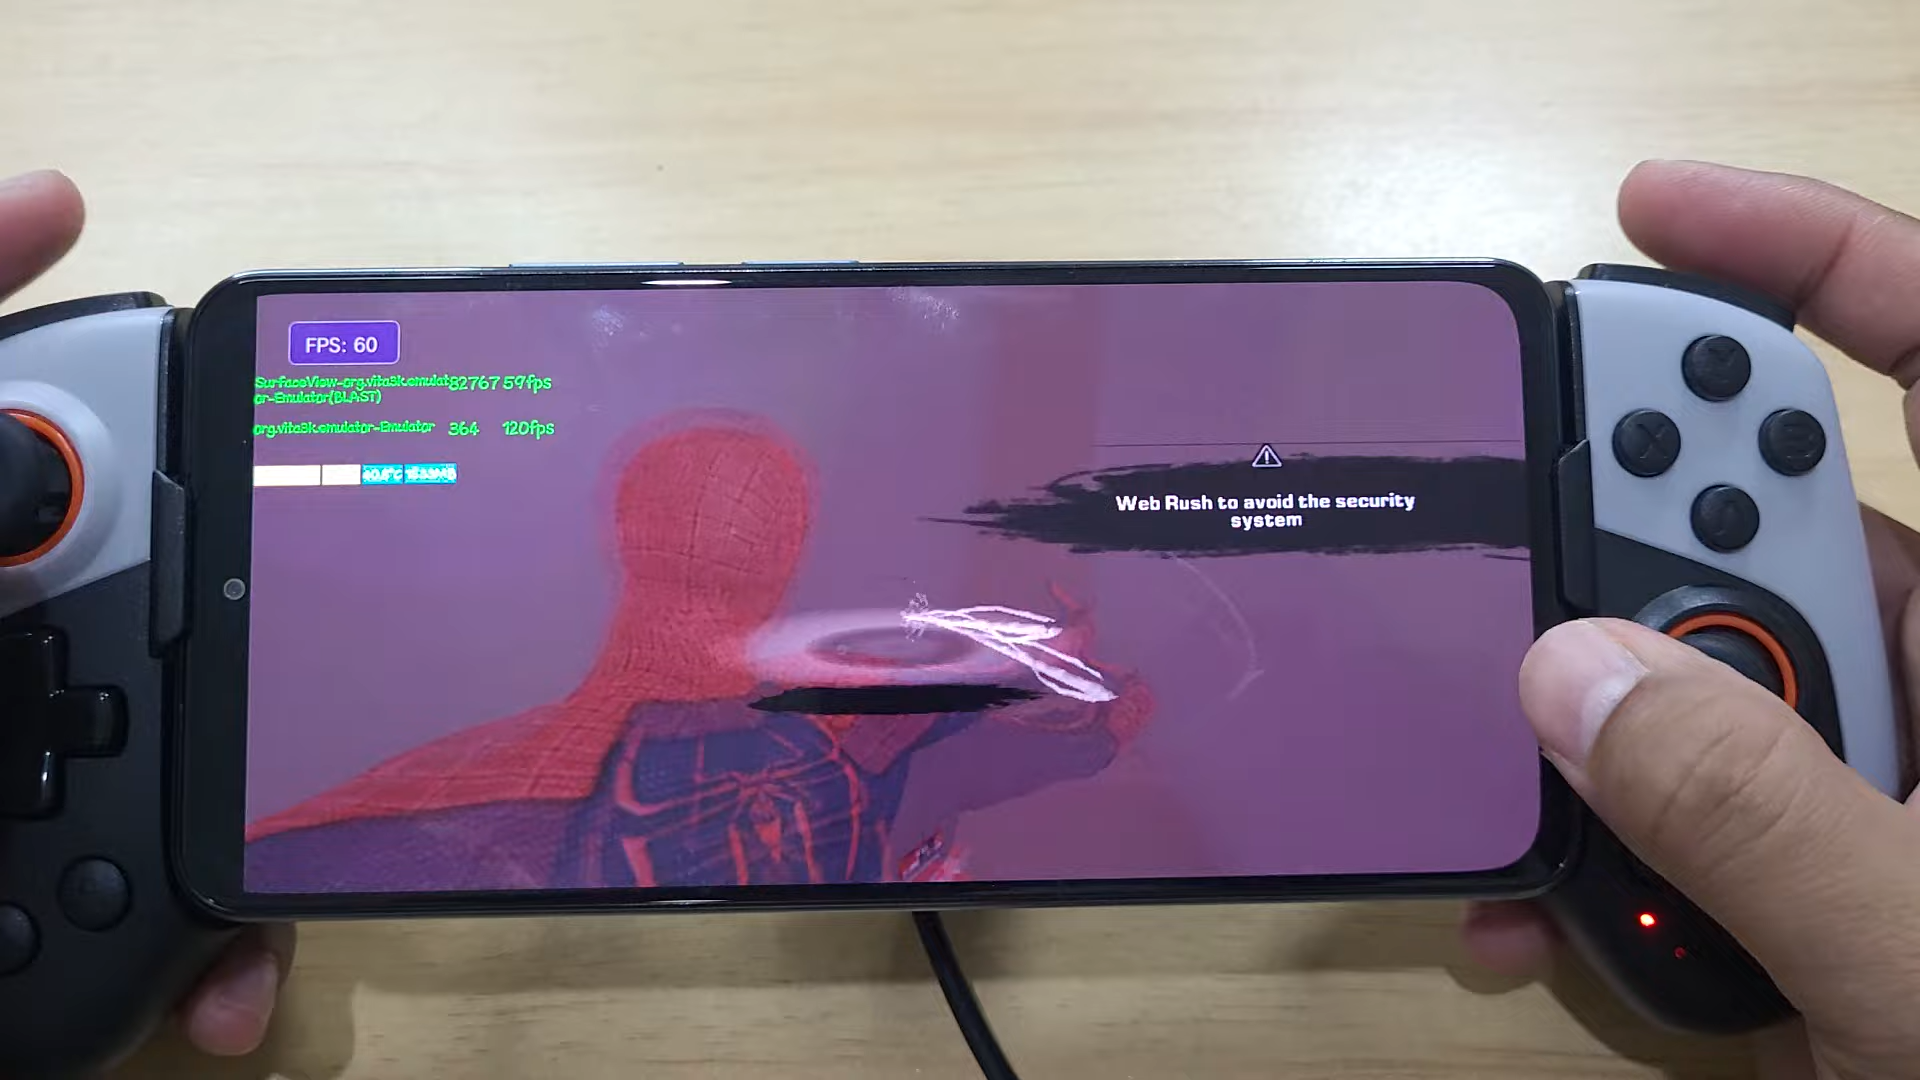 FPS: 60
SurfaceView-org.vita3k.emulat 82767 59fps
or-Emulator(BLAST)
org.vita3k.emulator-Emulator 364 120fps
Web Rush to avoid the security
system
Y
X